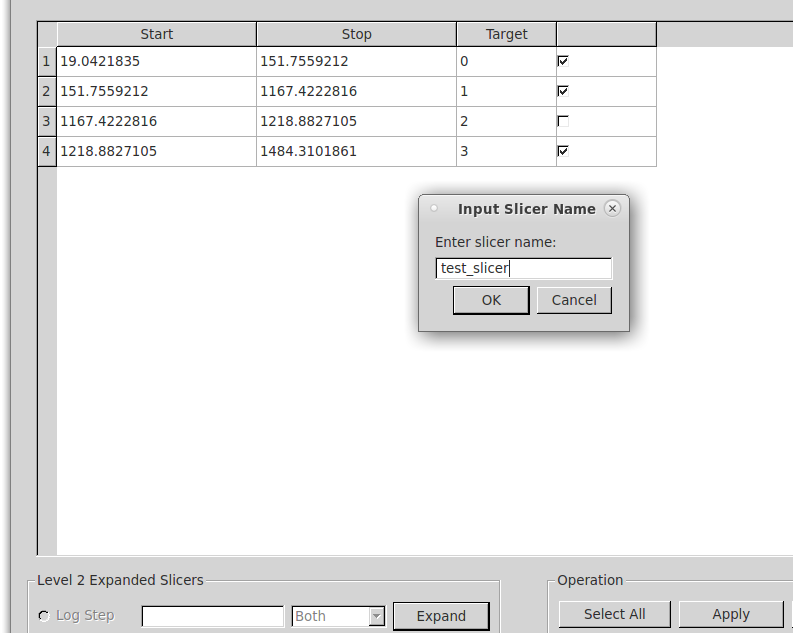 Start Stop Target
1 19.0421835 151.7559212 0
2 151.7559212 1167.4222816 1
3 1167.4222816 1218.8827105 2
4 1218.8827105 1484.3101861 3
Input Slicer Name
Enter slicer name:
test_slicer
OK Cancel
Level 2 Expanded Slicers
Log Step Both Expand
Operation
Select All Apply